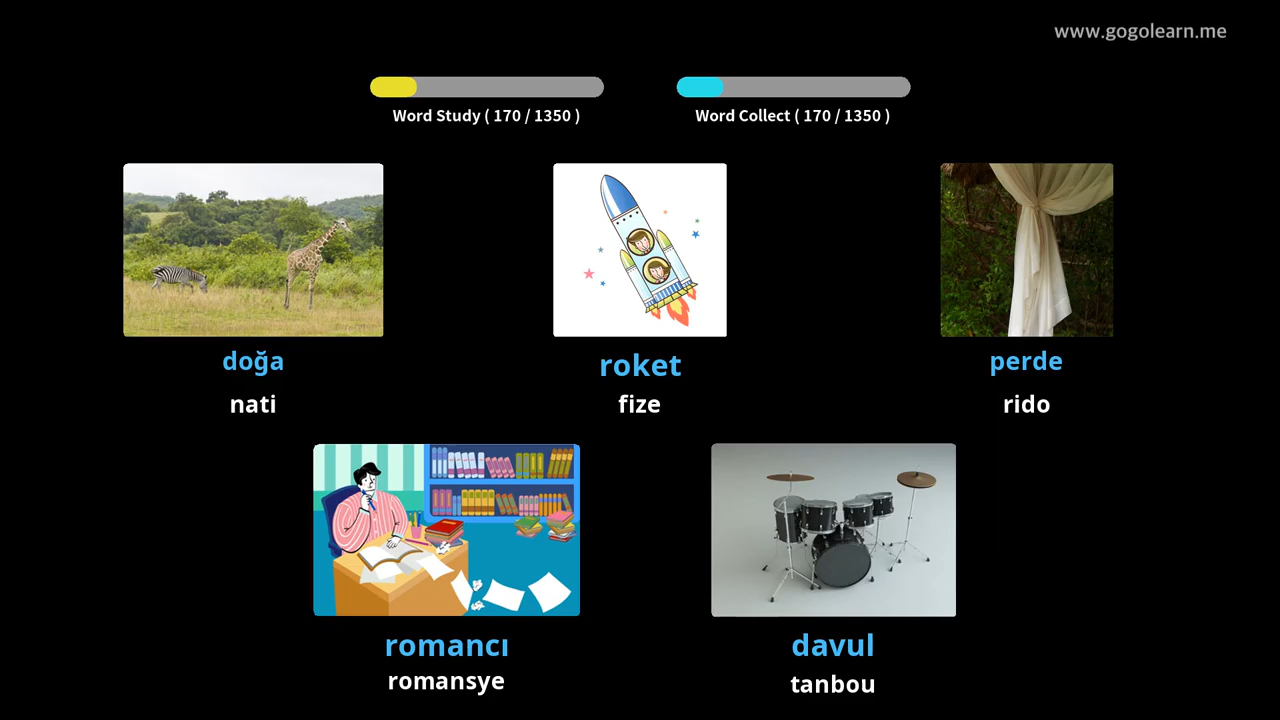 www.gogolearn.me
Word Study ( 170 / 1350 )
Word Collect ( 170 / 1350 )
doğa
nati
roket
fize
perde
rido
romancı
romansye
davul
tanbou